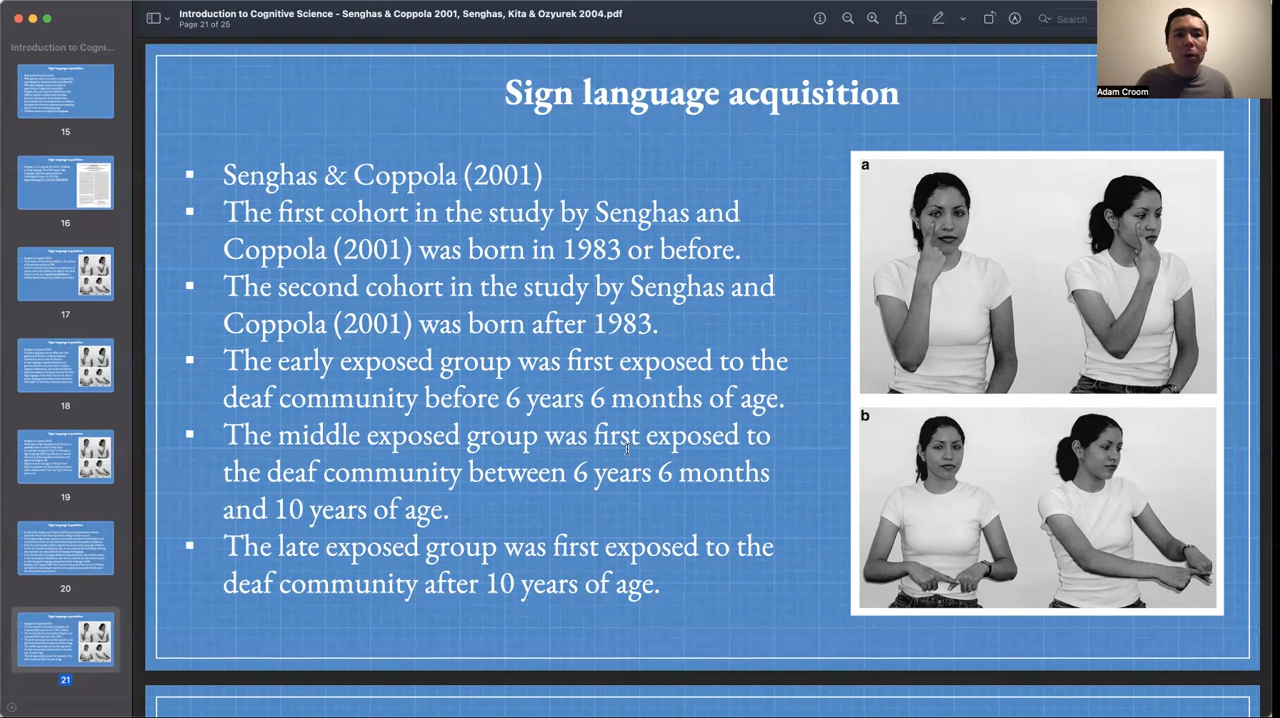 Introduction to Cognitive Science - Senghas & Coppola 2001, Senghas, Kita & Ozyurek 2004.pdf
Page 21 of 25
Search
Adam Croom
Introduction to Cogni...
15
16
17
18
19
20
21
Sign language acquisition
▪ Senghas & Coppola (2001)
▪ The first cohort in the study by Senghas and
Coppola (2001) was born in 1983 or before.
▪ The second cohort in the study by Senghas and
Coppola (2001) was born after 1983.
▪ The early exposed group was first exposed to the
deaf community before 6 years 6 months of age.
▪ The middle exposed group was first exposed to
the deaf community between 6 years 6 months
and 10 years of age.
▪ The late exposed group was first exposed to the
deaf community after 10 years of age.
a
b